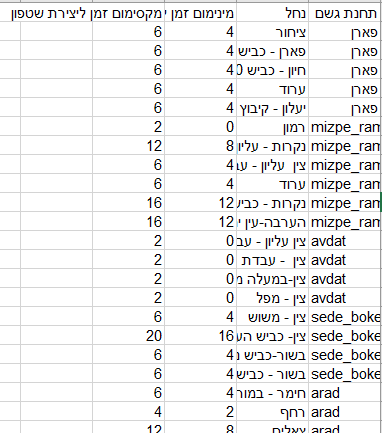 תחנת גשם נחל מינימום זמן מקסימום זמן ליצירת שטפון
פארן ציחור 4 6
פארן פארן - כביש 4 6
פארן חיון - כביש 4 6
פארן ערוד 4 6
פארן יעלון - קיבוץ 4 6
mizpe_ram רמון 0 2
mizpe_ram נקרות - עליון 8 12
mizpe_ram צין עליון - 4 6
mizpe_ram ערוד 4 6
mizpe_ram נקרות - כביש 12 16
mizpe_ram הערבה-עין 12 16
avdat צין עליון - 0 2
avdat צין - עבדת 0 2
avdat צין-במעלה 0 2
avdat צין - מפל 0 2
sede_boke צין - משוש 4 6
sede_boke צין- כביש 16 20
sede_boke בשור-כביש 4 6
sede_boke בשור - כביש 4 6
arad חימר - 4 6
arad רחף 2 4
arad צאלים 8 12